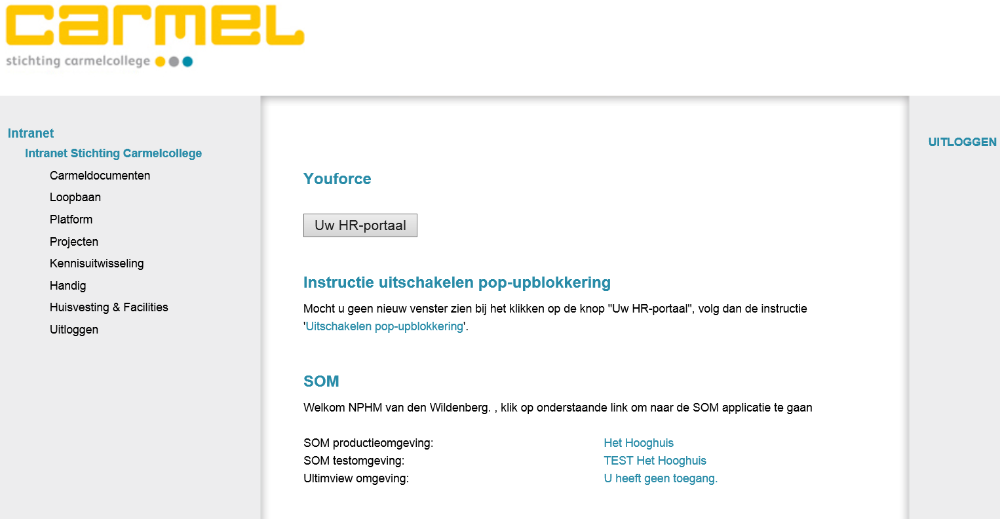 carmel
stichting carmelcollege
Intranet
Intranet Stichting Carmelcollege
Carmeldocumenten
Loopbaan
Platform
Projecten
Kennisuitwisseling
Handig
Huisvesting & Facilities
Uitloggen
Youforce
Uw HR-portaal
Instructie uitschakelen pop-upblokkering
Mocht u geen nieuw venster zien bij het klikken op de knop "Uw HR-portaal", volg dan de instructie
'Uitschakelen pop-upblokkering'.
SOM
Welkom NPHM van den Wildenberg. , klik op onderstaande link om naar de SOM applicatie te gaan
SOM productieomgeving: Het Hooghuis
SOM testomgeving: TEST Het Hooghuis
Ultimview omgeving: U heeft geen toegang.
UITLOGGEN